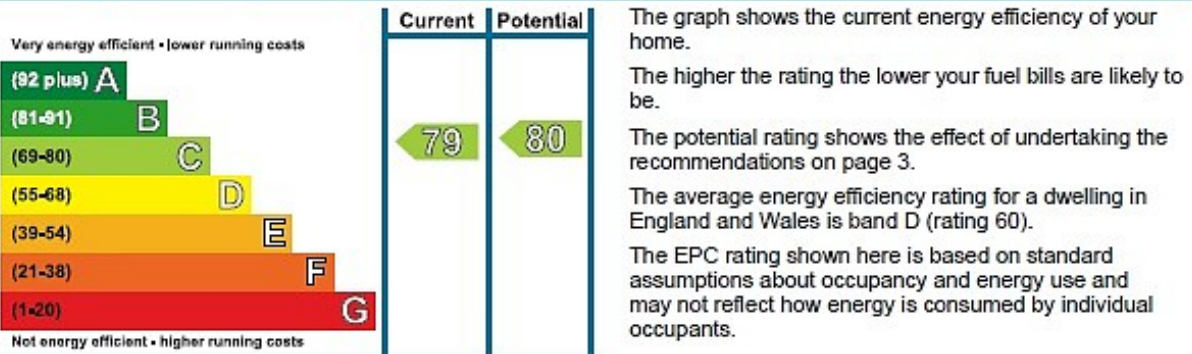 Current Potential
Very energy efficient • lower running costs
(92 plus) A
(81-91) B
(69-80) C
(55-68) D
(39-54) E
(21-38) F
(1-20) G
Not energy efficient • higher running costs
79
80
The graph shows the current energy efficiency of your
home.
The higher the rating the lower your fuel bills are likely to
be.
The potential rating shows the effect of undertaking the
recommendations on page 3.
The average energy efficiency rating for a dwelling in
England and Wales is band D (rating 60).
The EPC rating shown here is based on standard
assumptions about occupancy and energy use and
may not reflect how energy is consumed by individual
occupants.